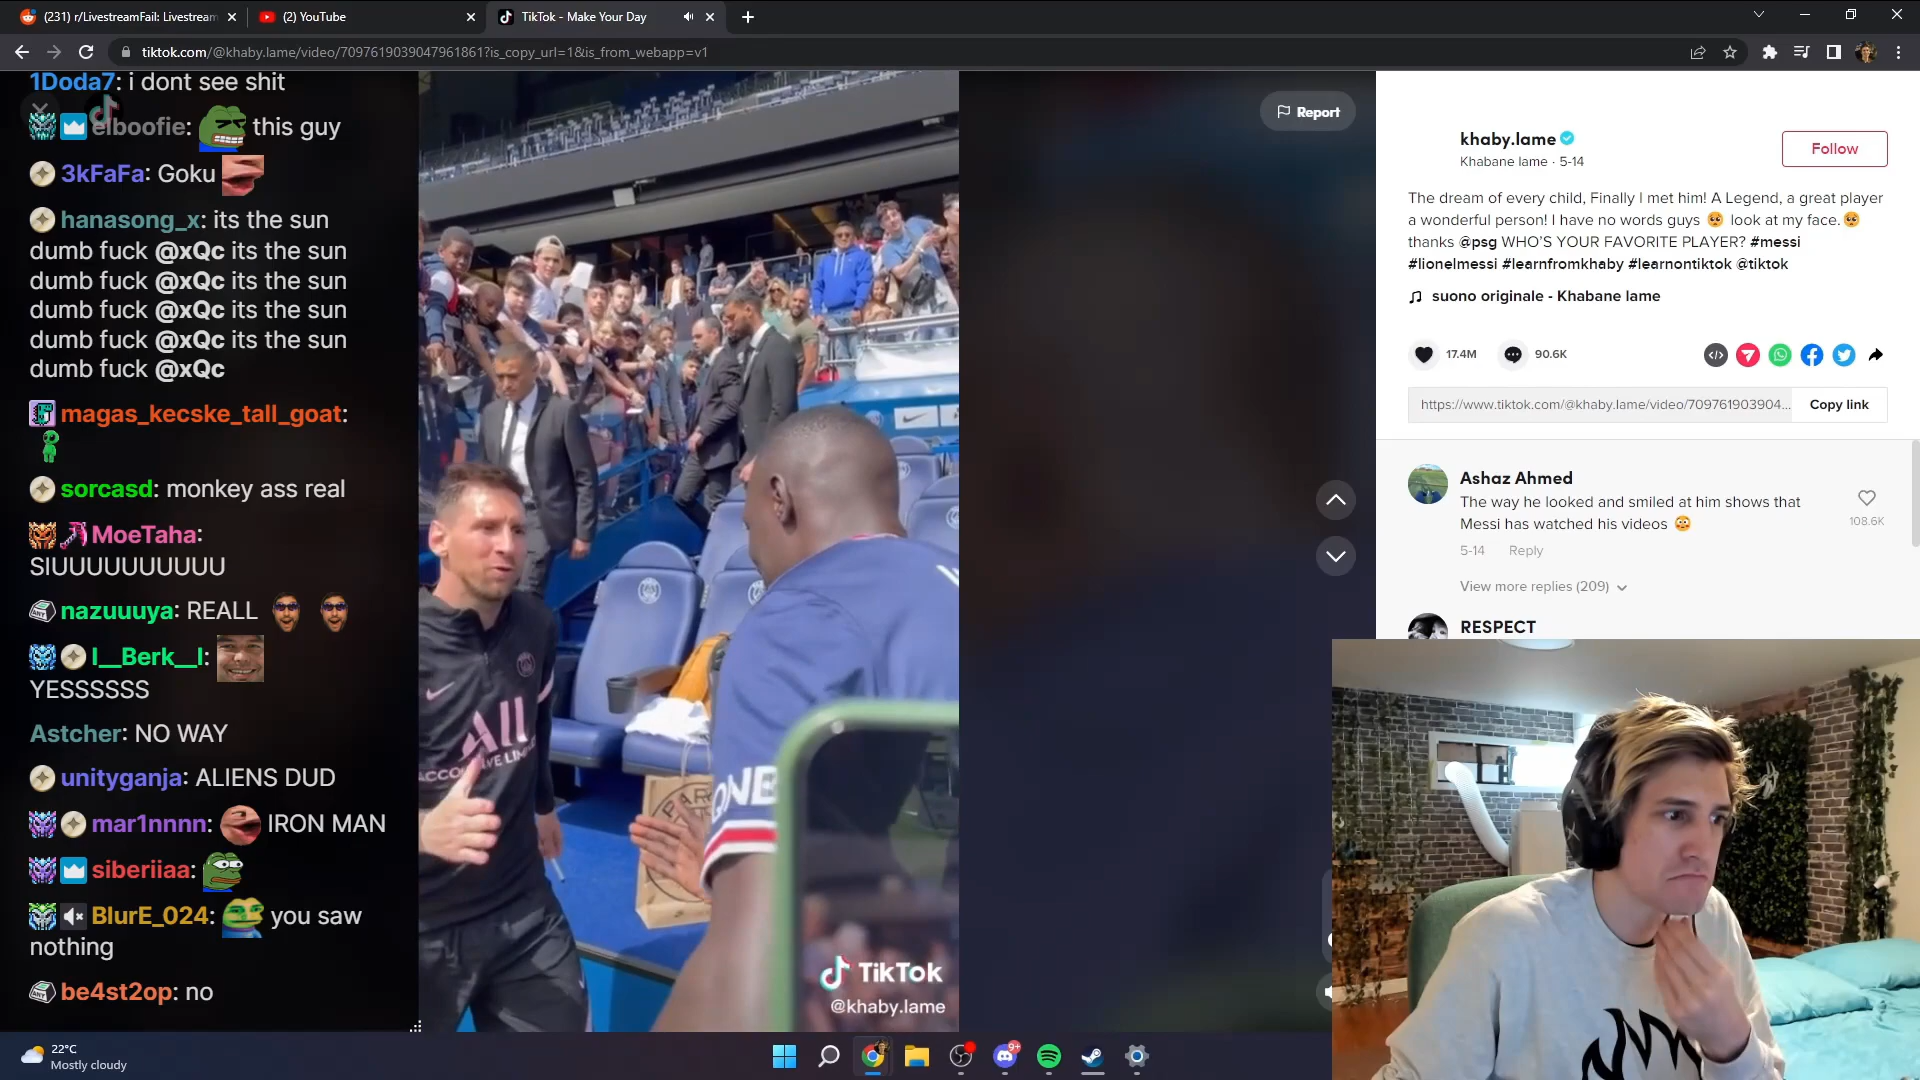 (231) r/LivestreamFail: Livestream
(2) YouTube
TikTok - Make Your Day
tiktok.com/@khaby.lame/video/7097619039047961861?is_copy_url=1&is_from_webapp=v1
1Doda7: i dont see shit
elboofie: this guy
3kFaFa: Goku
hanasong_x: its the sun
dumb fuck @xQc its the sun
dumb fuck @xQc its the sun
dumb fuck @xQc its the sun
dumb fuck @xQc its the sun
dumb fuck @xQc
magas_kecske_tall_goat:
sorcasd: monkey ass real
MoeTaha:
SIUUUUUUUUUU
nazuuuya: REALL
I__Berk__I:
YESSSSSS
Astcher: NO WAY
unityganja: ALIENS DUD
mar1nnnn: IRON MAN
siberiiaa:
BlurE_024: you saw
nothing
be4st2op: no
ALL
ACCOR LIVE LIMI
ONE
TikTok
@khaby.lame
Report
khaby.lame
Khabane lame · 5-14
Follow
The dream of every child, Finally I met him! A Legend, a great player
a wonderful person! I have no words guys 🥺 look at my face.🥺
thanks @psg WHO'S YOUR FAVORITE PLAYER? #messi
#lionelmessi #learnfromkhaby #learnontiktok @tiktok
suono originale - Khabane lame
17.4M
90.6K
https://www.tiktok.com/@khaby.lame/video/709761903904...
Copy link
Ashaz Ahmed
The way he looked and smiled at him shows that
Messi has watched his videos 😳
108.6K
5-14 Reply
View more replies (209)
RESPECT
22°C
Mostly cloudy
9+